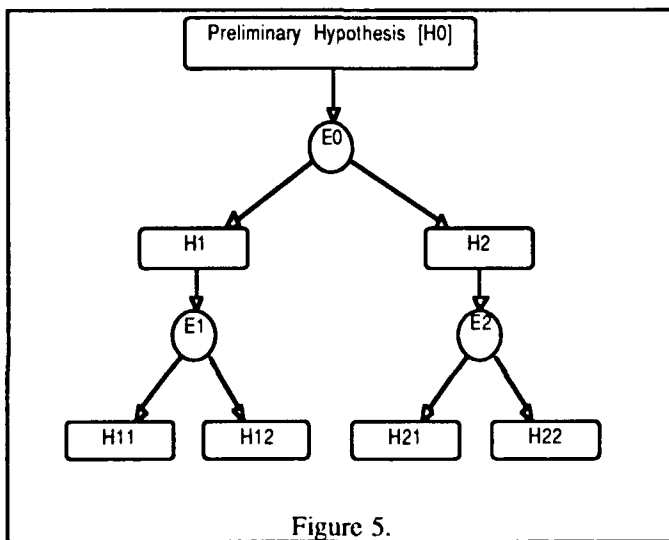 Preliminary Hypothesis [H0]
E0
H1
H2
E1
E2
H11
H12
H21
H22
Figure 5.